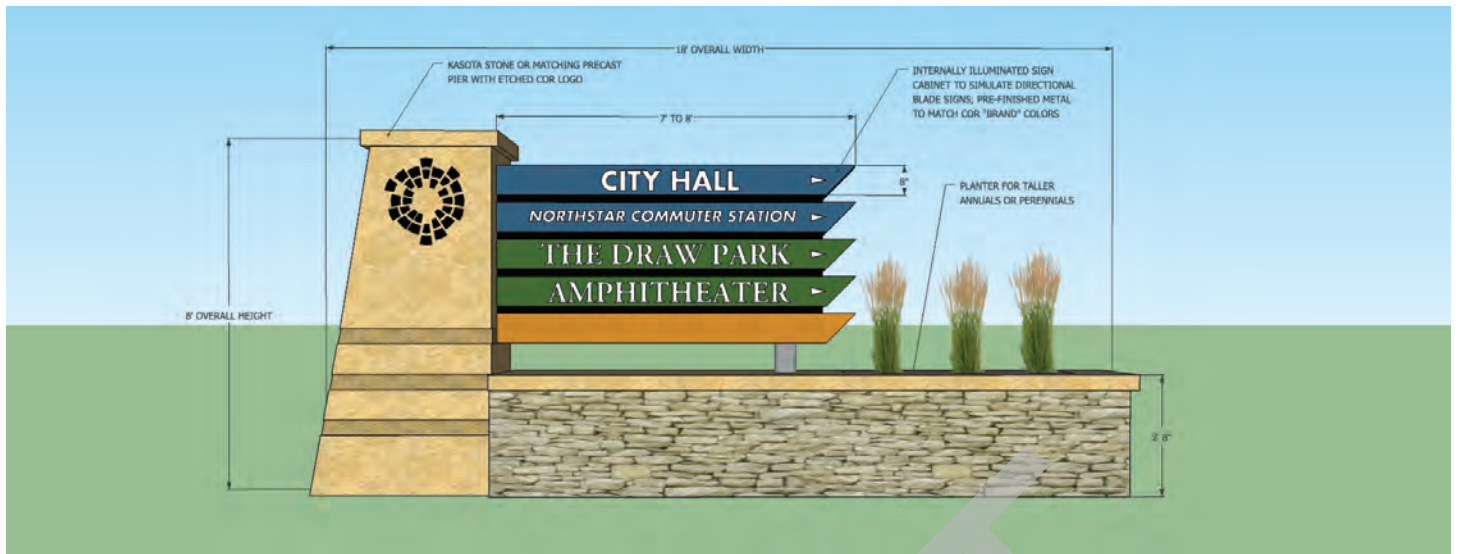 18' OVERALL WIDTH
KASOTA STONE OR MATCHING PRECAST
PIER WITH ETCHED COR LOGO
INTERNALLY ILLUMINATED SIGN
CABINET TO SIMULATE DIRECTIONAL
BLADE SIGNS; PRE-FINISHED METAL
TO MATCH COR "BRAND" COLORS
7' TO 8'
CITY HALL
8"
NORTHSTAR COMMUTER STATION
PLANTER FOR TALLER
ANNUALS OR PERENNIALS
THE DRAW PARK
AMPHITHEATER
8' OVERALL HEIGHT
2' 8"